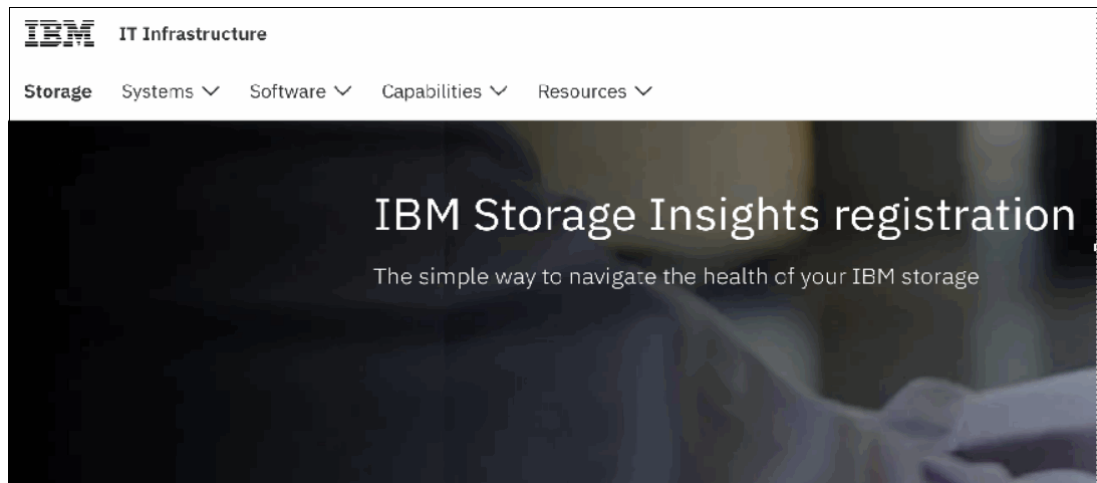 IBM IT Infrastructure
Storage Systems Software Capabilities Resources
IBM Storage Insights registration
The simple way to navigate the health of your IBM storage